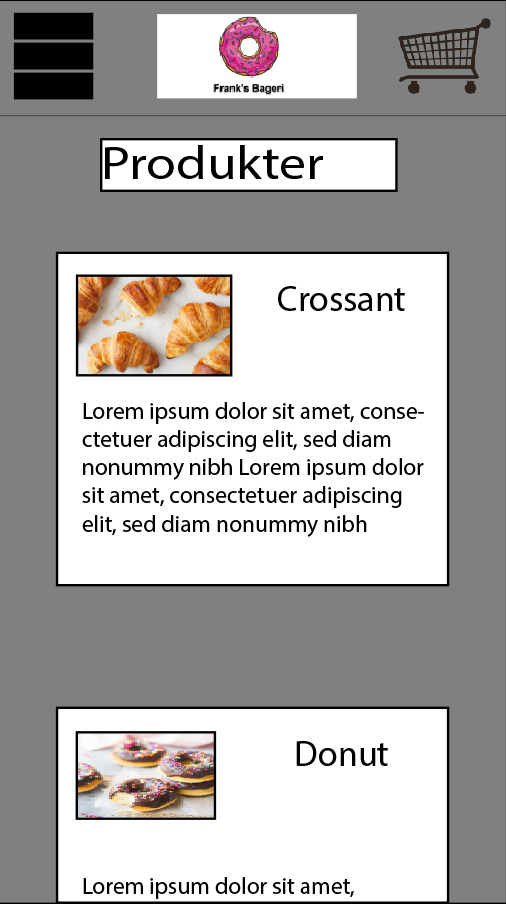 Frank's Bageri
Produkter
Crossant
Lorem ipsum dolor sit amet, conse-
ctetuer adipiscing elit, sed diam
nonummy nibh Lorem ipsum dolor
sit amet, consectetuer adipiscing
elit, sed diam nonummy nibh
Donut
Lorem ipsum dolor sit amet,